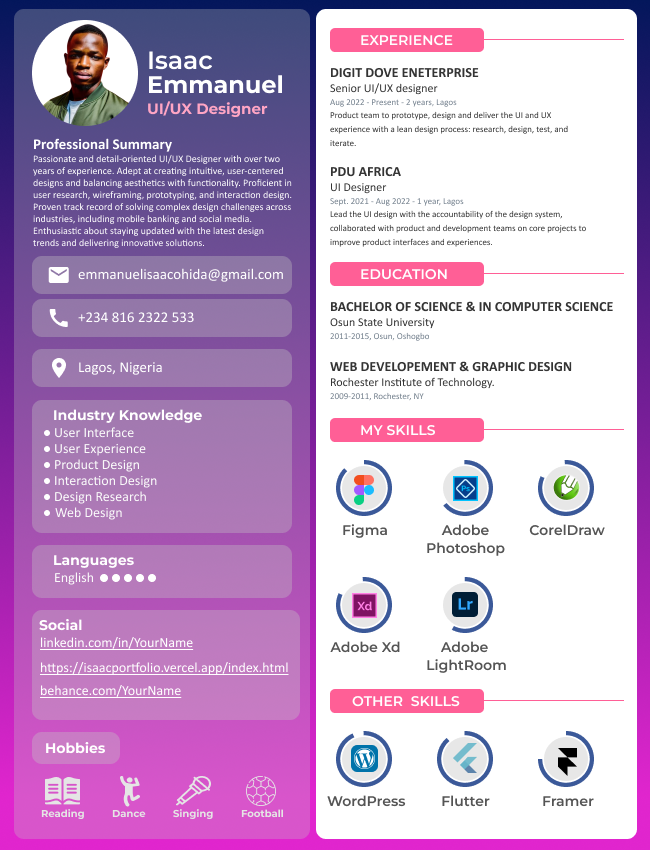 Isaac
Emmanuel
UI/UX Designer
Professional Summary
Passionate and detail-oriented UI/UX Designer with over two
years of experience. Adept at creating intuitive, user-centered
designs and balancing aesthetics with functionality. Proficient in
user research, wireframing, prototyping, and interaction design.
Proven track record of solving complex design challenges across
industries, including mobile banking and social media.
Enthusiastic about staying updated with the latest design
trends and delivering innovative solutions.
emmanuelisaacohida@gmail.com
+234 816 2322 533
Lagos, Nigeria
Industry Knowledge
User Interface
User Experience
Product Design
Interaction Design
Design Research
Web Design
Languages
English
Social
linkedin.com/in/YourName
https://isaacportfolio.vercel.app/index.html
behance.com/YourName
Hobbies
Reading Dance Singing Football
EXPERIENCE
DIGIT DOVE ENETERPRISE
Senior UI/UX designer
Aug 2022 - Present - 2 years, Lagos
Product team to prototype, design and deliver the UI and UX
experience with a lean design process: research, design, test, and
iterate.
PDU AFRICA
UI Designer
Sept. 2021 - Aug 2022 - 1 year, Lagos
Lead the UI design with the accountability of the design system,
collaborated with product and development teams on core projects to
improve product interfaces and experiences.
EDUCATION
BACHELOR OF SCIENCE & IN COMPUTER SCIENCE
Osun State University
2011-2015, Osun, Oshogbo
WEB DEVELOPEMENT & GRAPHIC DESIGN
Rochester Institute of Technology.
2009-2011, Rochester, NY
MY SKILLS
Ps
Figma Adobe CorelDraw
Photoshop
Xd Lr
Adobe Xd Adobe
LightRoom
OTHER SKILLS
WordPress Flutter Framer